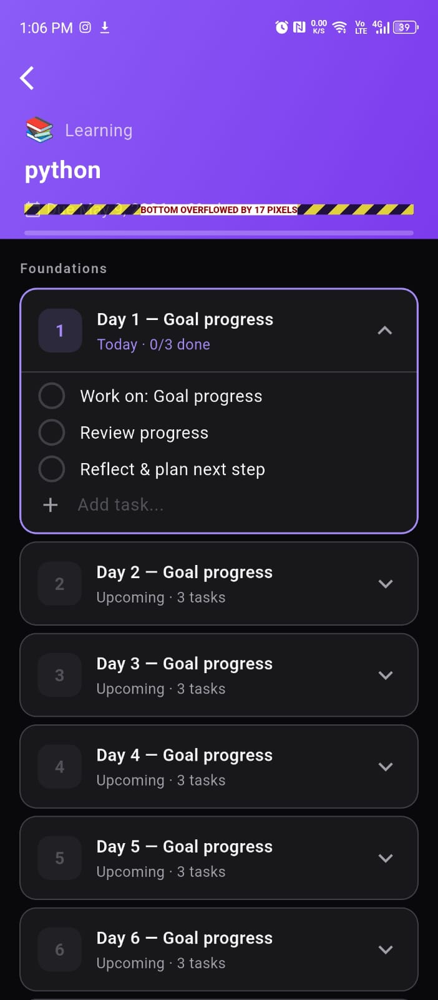 1:06 PM
0.00 K/S
Vo LTE
4G
39
Learning
python
Due May 9,
BOTTOM OVERFLOWED BY 17 PIXELS
Foundations
1
Day 1 — Goal progress
Today · 0/3 done
Work on: Goal progress
Review progress
Reflect & plan next step
+ Add task...
2
Day 2 — Goal progress
Upcoming · 3 tasks
3
Day 3 — Goal progress
Upcoming · 3 tasks
4
Day 4 — Goal progress
Upcoming · 3 tasks
5
Day 5 — Goal progress
Upcoming · 3 tasks
6
Day 6 — Goal progress
Upcoming · 3 tasks